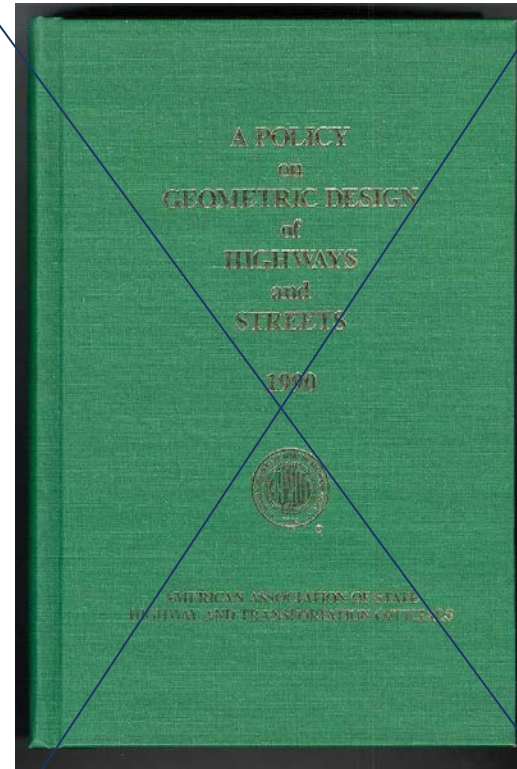 A POLICY
on
GEOMETRIC DESIGN
of
HIGHWAYS
and
STREETS
1990
AMERICAN ASSOCIATION OF STATE
HIGHWAY AND TRANSPORTATION OFFICIALS